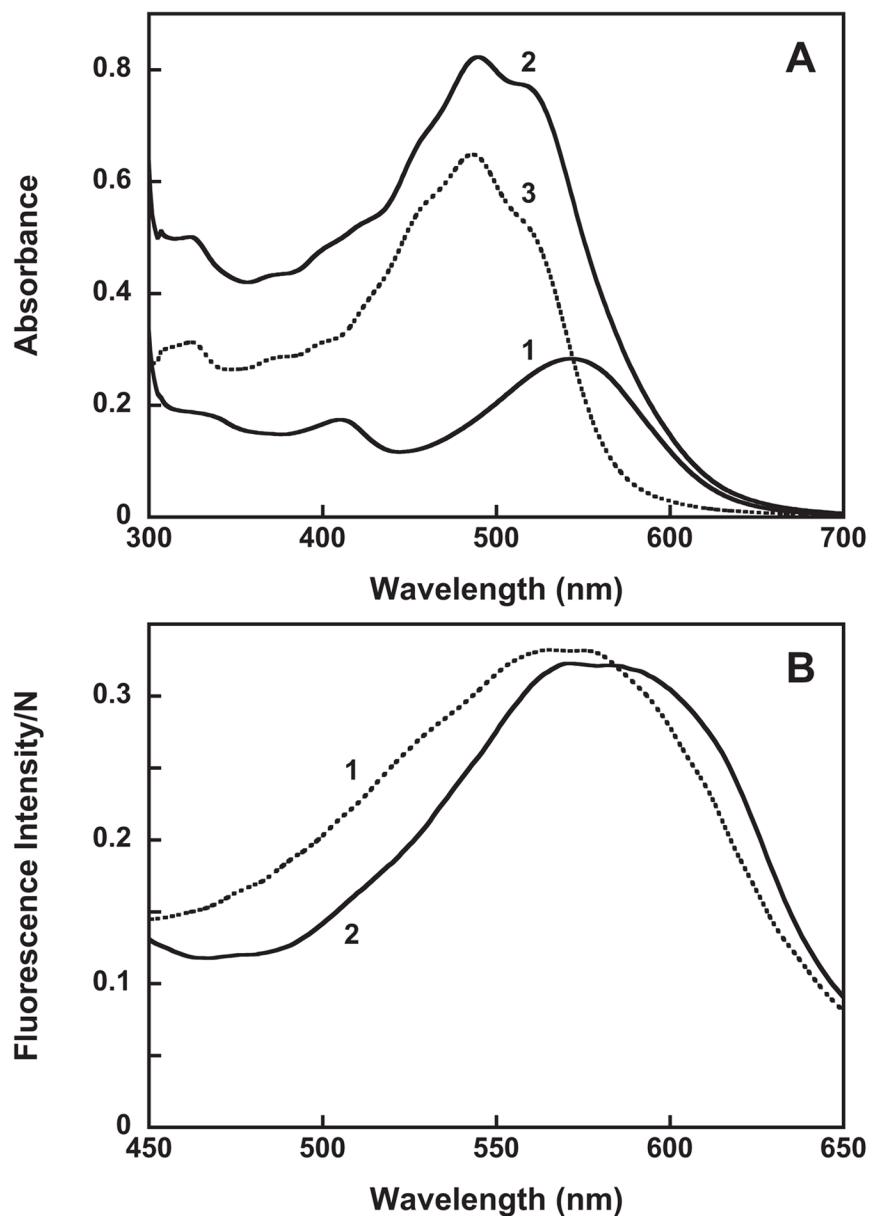 A
0.8
2
0.6
3
0.4
1
0.2
0
300 400 500 600 700
Absorbance
Wavelength (nm)
B
0.3
1
0.2
2
0.1
0
450 500 550 600 650
Fluorescence Intensity/N
Wavelength (nm)